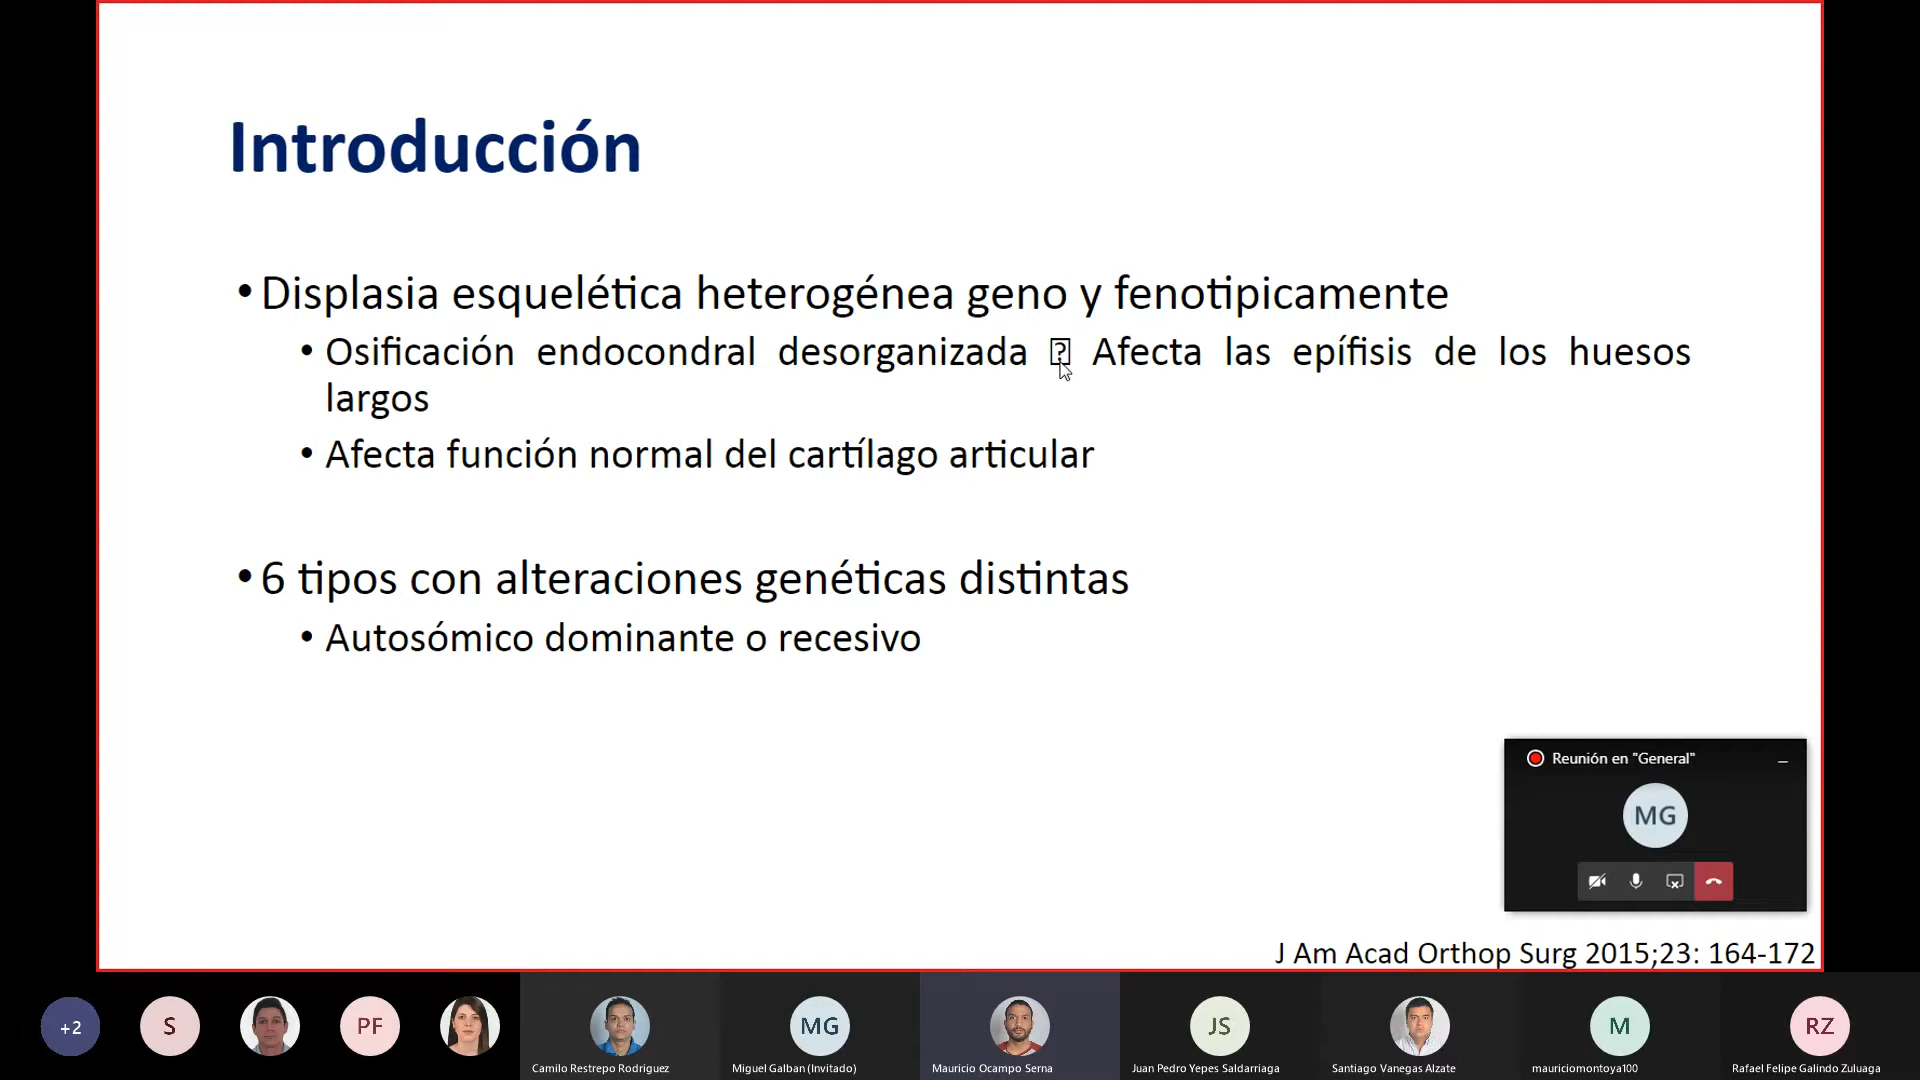 Introducción
• Displasia esquelética heterogénea geno y fenotipicamente
• Osificación endocondral desorganizada ⍰ Afecta las epífisis de los huesos
largos
• Afecta función normal del cartílago articular
• 6 tipos con alteraciones genéticas distintas
• Autosómico dominante o recesivo
Reunión en "General"
MG
J Am Acad Orthop Surg 2015;23: 164-172
+2
S
PF
MG
JS
M
RZ
Camilo Restrepo Rodriguez
Miguel Galban (Invitado)
Mauricio Ocampo Serna
Juan Pedro Yepes Saldarriaga
Santiago Vanegas Alzate
mauriciomontoya100
Rafael Felipe Galindo Zuluaga